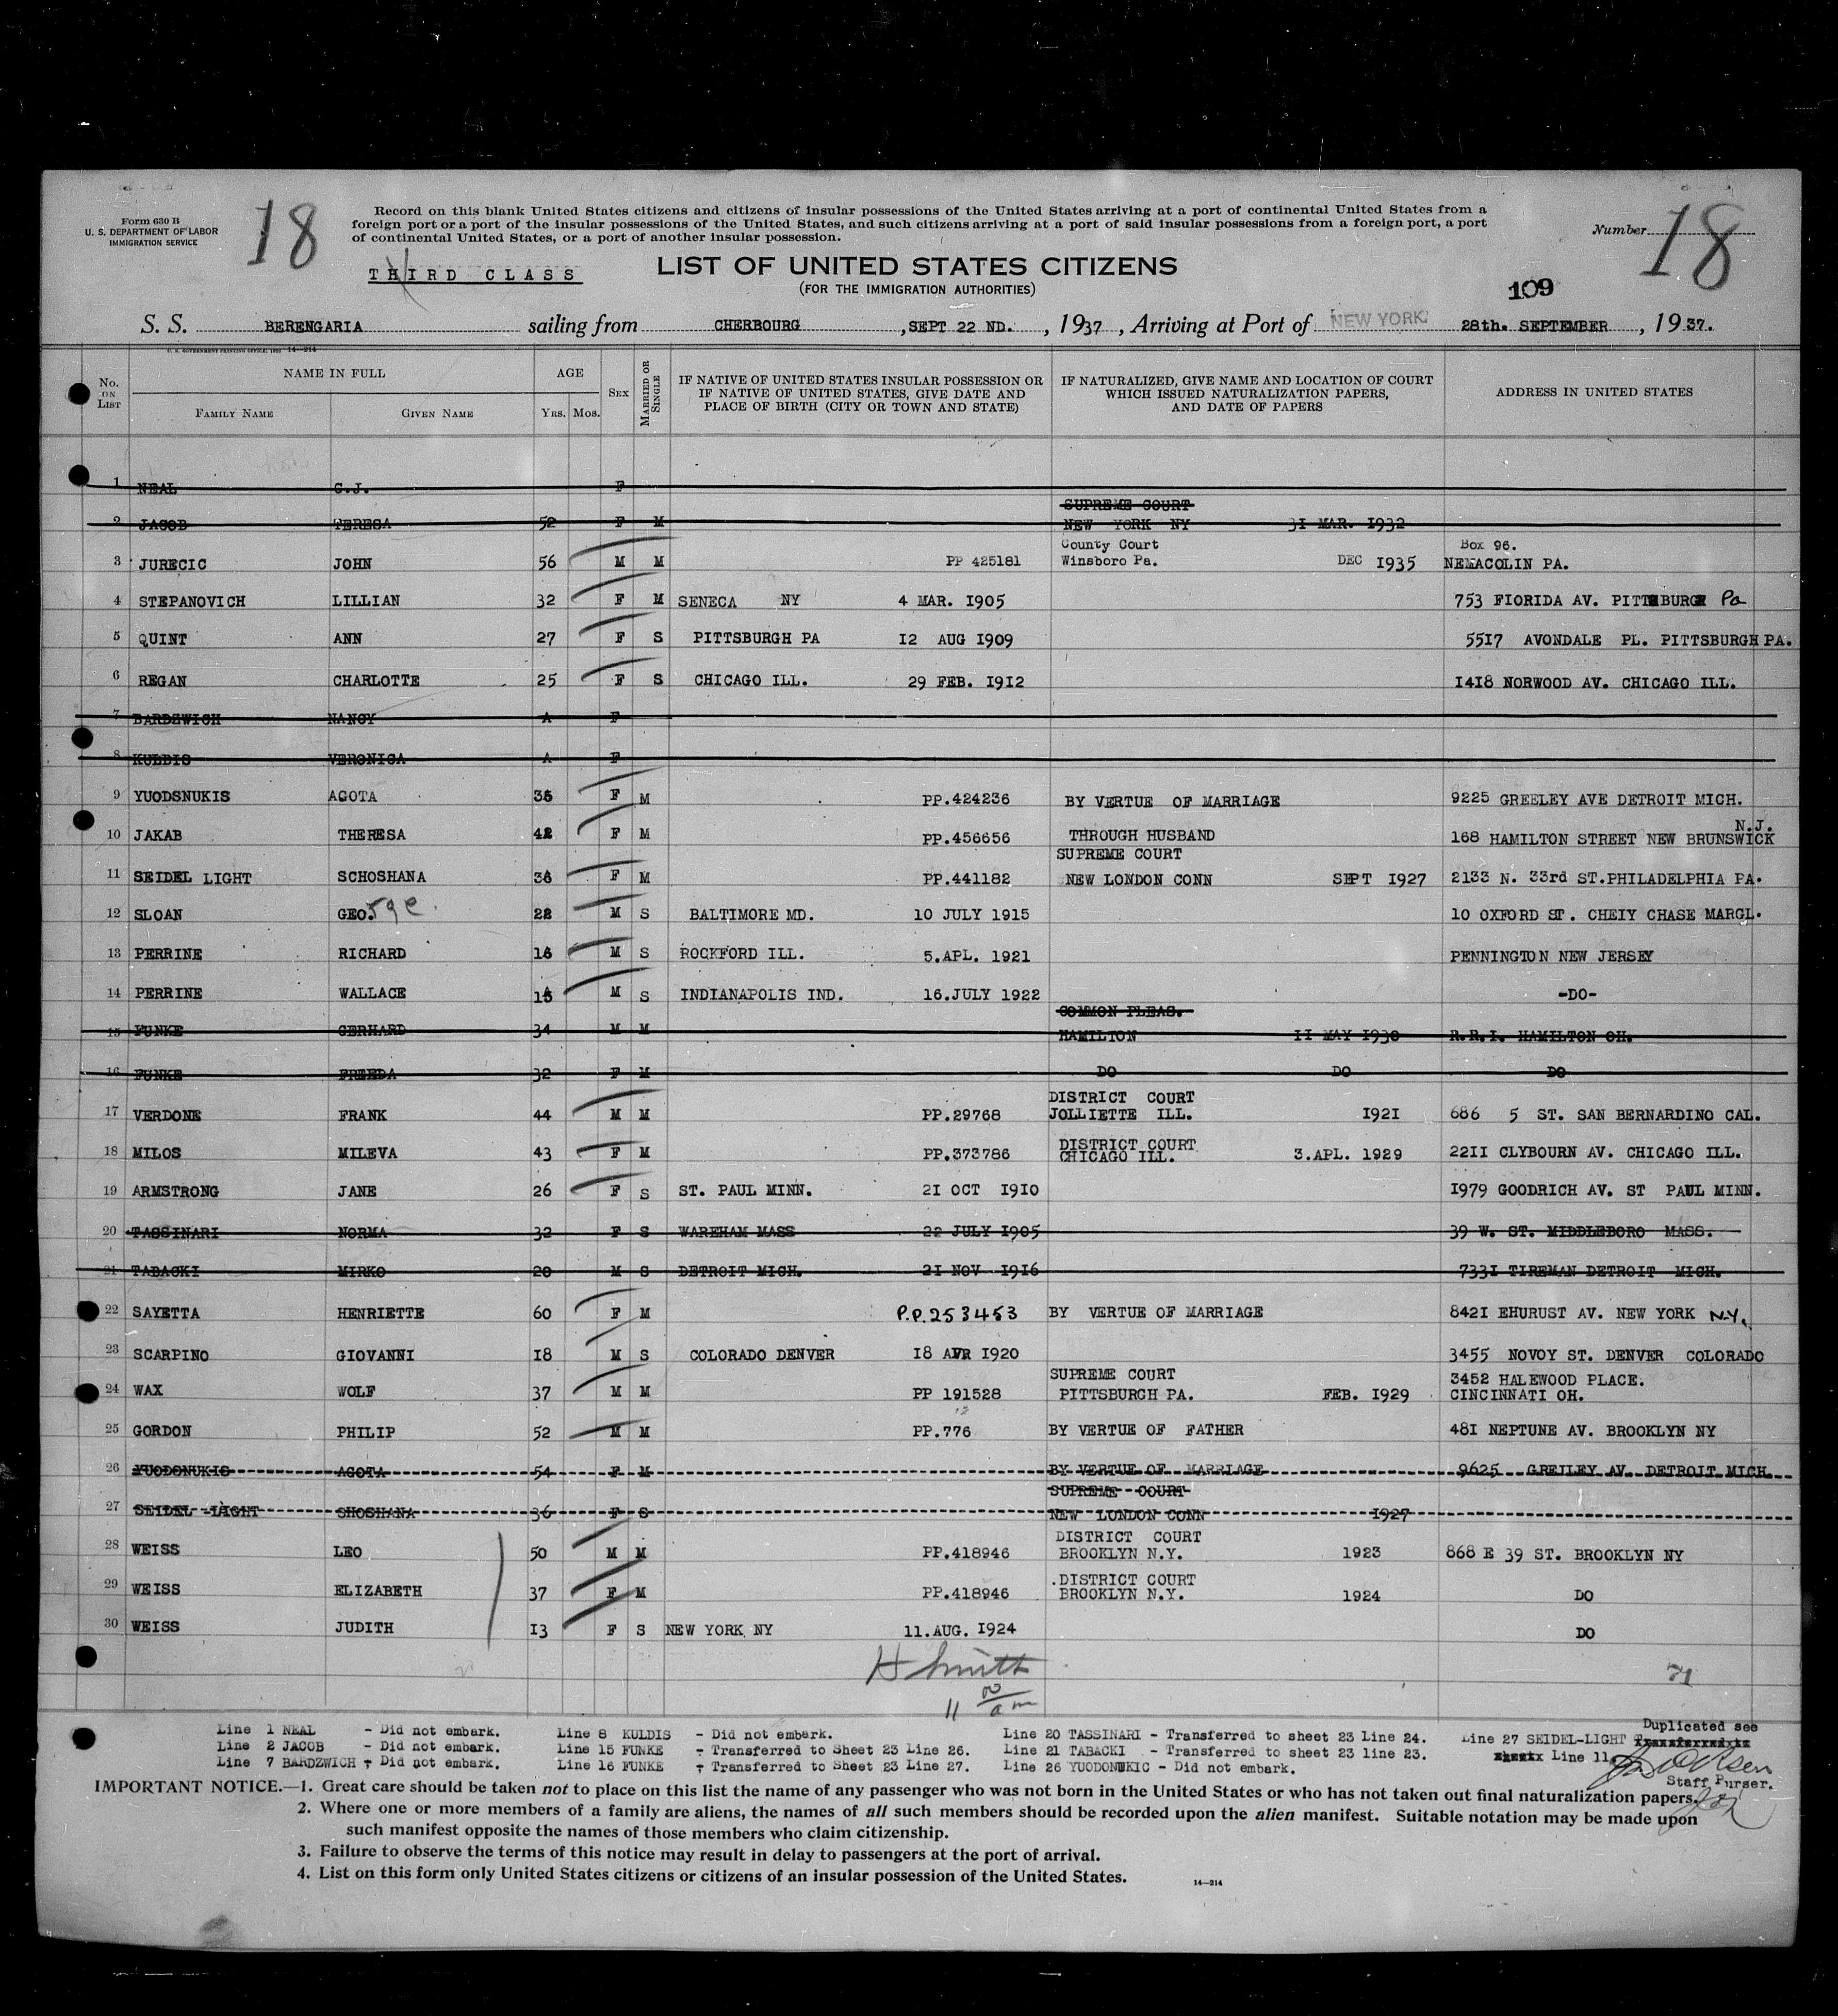 Form 630 B
U. S. DEPARTMENT OF LABOR
IMMIGRATION SERVICE
18
Record on this blank United States citizens and citizens of insular possessions of the United States arriving at a port of continental United States from a
foreign port or a port of the insular possessions of the United States, and such citizens arriving at a port of said insular possessions from a foreign port, a port
of continental United States, or a port of another insular possession.
Number 18
THIRD CLASS
LIST OF UNITED STATES CITIZENS
(FOR THE IMMIGRATION AUTHORITIES)
109
S. S. BERENGARIA sailing from CHERBOURG, SEPT 22 ND., 1937, Arriving at Port of NEW YORK 28th. SEPTEMBER, 1937.
U. S. GOVERNMENT PRINTING OFFICE: 14—214
No. ON LIST
NAME IN FULL
FAMILY NAME GIVEN NAME
AGE
YRS. MOS.
SEX
MARRIED OR SINGLE
IF NATIVE OF UNITED STATES INSULAR POSSESSION OR
IF NATIVE OF UNITED STATES, GIVE DATE AND
PLACE OF BIRTH (CITY OR TOWN AND STATE)
IF NATURALIZED, GIVE NAME AND LOCATION OF COURT
WHICH ISSUED NATURALIZATION PAPERS,
AND DATE OF PAPERS
ADDRESS IN UNITED STATES
1 NEAL C.J. F
SUPREME COURT
2 JACOB TERESA 52 F M NEW YORK NY 31 MAR. 1932
County Court Box 96.
3 JURECIC JOHN 56 M M PP 425181 Winsboro Pa. DEC 1935 NEMACOLIN PA.
4 STEPANOVICH LILLIAN 32 F M SENECA NY 4 MAR. 1905 753 FIORIDA AV. PITTSBURGH Pa
5 QUINT ANN 27 F S PITTSBURGH PA 12 AUG 1909 5517 AVONDALE PL. PITTSBURGH PA.
6 REGAN CHARLOTTE 25 F S CHICAGO ILL. 29 FEB. 1912 1418 NORWOOD AV. CHICAGO ILL.
7 BARDZWICH NANCY A F
8 KULDIS VERONICA A F
9 YUODSNUKIS AGOTA 36 F M PP.424236 BY VERTUE OF MARRIAGE 9225 GREELEY AVE DETROIT MICH.
N.J.
10 JAKAB THERESA 42 F M PP.456656 THROUGH HUSBAND 168 HAMILTON STREET NEW BRUNSWICK
SUPREME COURT
11 SEIDEL LIGHT SCHOSHANA 36 F M PP.441182 NEW LONDON CONN SEPT 1927 2133 N. 33rd ST.PHILADELPHIA PA.
12 SLOAN GEO.rge 22 M S BALTIMORE MD. 10 JULY 1915 10 OXFORD ST. CHEIY CHASE MARGL.
13 PERRINE RICHARD 16 M S ROCKFORD ILL. 5.APL. 1921 PENNINGTON NEW JERSEY
14 PERRINE WALLACE 15 M S INDIANAPOLIS IND. 16.JULY 1922 -DO-
COMMON PLEAS.
15 FUNKE GERHARD 34 M M HAMILTON 11 MAY 1930 R.R.I. HAMILTON OH.
16 FUNKE FREEDA 32 F M DO DO DO
DISTRICT COURT
17 VERDONE FRANK 44 M M PP.29768 JOLLIETTE ILL. 1921 686 5 ST. SAN BERNARDINO CAL.
DISTRICT COURT
18 MILOS MILEVA 43 F M PP.373786 CHICAGO ILL. 3.APL. 1929 2211 CLYBOURN AV. CHICAGO ILL.
19 ARMSTRONG JANE 26 F S ST. PAUL MINN. 21 OCT 1910 1979 GOODRICH AV. ST PAUL MINN.
20 TASSINARI NORMA 32 F S WAREHAM MASS 22 JULY 1905 39 W. ST. MIDDLEBORO MASS.
21 TABACKI MIRKO 20 M S DETROIT MICH. 21 NOV 1916 7331 TIREMAN DETROIT MICH.
22 SAYETTA HENRIETTE 60 F M P.P.253453 BY VERTUE OF MARRIAGE 8421 EHURUST AV. NEW YORK N.Y.
23 SCARPINO GIOVANNI 18 M S COLORADO DENVER 18 APR 1920 3455 NOVOY ST. DENVER COLORADO
SUPREME COURT 3452 HALEWOOD PLACE.
24 WAX WOLF 37 M M PP 191528 PITTSBURGH PA. FEB. 1929 CINCINNATI OH.
25 GORDON PHILIP 52 M M PP.776 BY VERTUE OF FATHER 481 NEPTUNE AV. BROOKLYN NY
26 YUODONUKIS AGOTA 54 F M BY VERTUE OF MARRIAGE 9625 GREILEY AV. DETROIT MICH
SUPREME COURT
27 SEIDEL-LIGHT SHOSHANA 36 F S NEW LONDON CONN 1927
DISTRICT COURT
28 WEISS LEO 50 M M PP.418946 BROOKLYN N.Y. 1923 868 E 39 ST. BROOKLYN NY
.DISTRICT COURT
29 WEISS ELIZABETH 37 F M PP.418946 BROOKLYN N.Y. 1924 DO
30 WEISS JUDITH 13 F S NEW YORK NY 11.AUG. 1924 DO
H Smith
11 am
Line 1 NEAL - Did not embark. Line 8 KULDIS - Did not embark. Line 20 TASSINARI - Transferred to sheet 23 Line 24. Line 27 SEIDEL-LIGHT Duplicated see
Line 2 JACOB - Did not embark. Line 15 FUNKE - Transferred to Sheet 23 Line 26. Line 21 TABACKI - Transferred to sheet 23 line 23. Line 11.
Line 7 BARDZWICH - Did not embark. Line 16 FUNKE - Transferred to Sheet 23 Line 27. Line 26 YUODONUKIC - Did not embark.
Staff Purser.
IMPORTANT NOTICE.—1. Great care should be taken not to place on this list the name of any passenger who was not born in the United States or who has not taken out final naturalization papers.
2. Where one or more members of a family are aliens, the names of all such members should be recorded upon the alien manifest. Suitable notation may be made upon
such manifest opposite the names of those members who claim citizenship.
3. Failure to observe the terms of this notice may result in delay to passengers at the port of arrival.
4. List on this form only United States citizens or citizens of an insular possession of the United States.
14—214